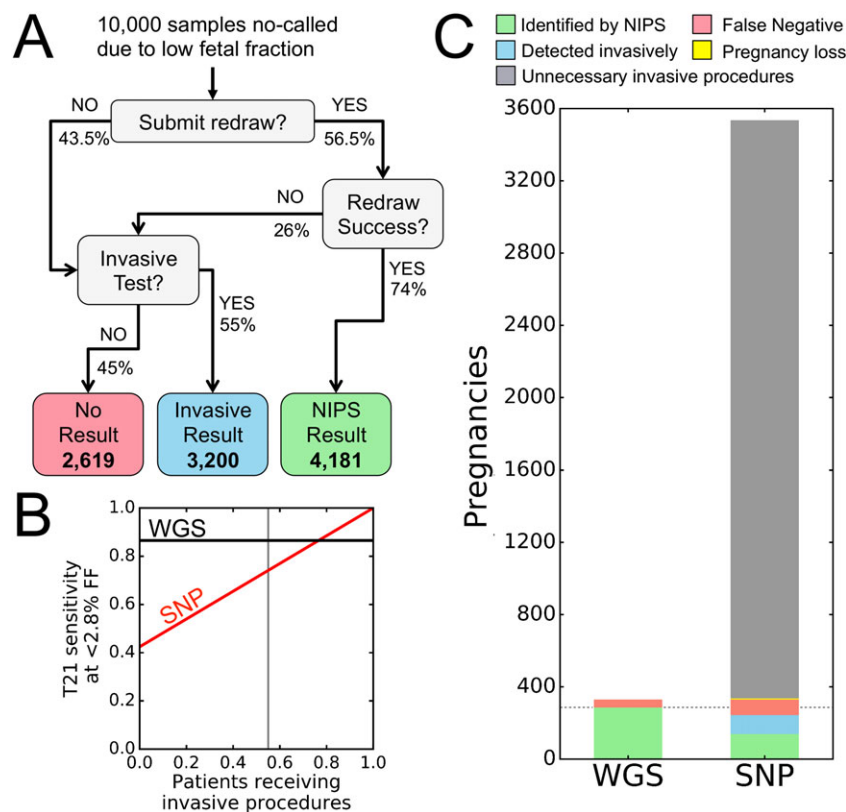 A
10,000 samples no-called
due to low fetal fraction
NO
YES
Submit redraw?
43.5%
56.5%
NO
26%
Redraw
Success?
Invasive
Test?
YES
55%
YES
74%
NO
45%
No
Result
2,619
Invasive
Result
3,200
NIPS
Result
4,181
B
T21 sensitivity
at <2.8% FF
1.0
0.8
0.6
0.4
0.2
0.0
WGS
SNP
0.0 0.2 0.4 0.6 0.8 1.0
Patients receiving
invasive procedures
C
Identified by NIPS
False Negative
Detected invasively
Pregnancy loss
Unnecessary invasive procedures
Pregnancies
3600
3200
2800
2400
2000
1600
1200
800
400
0
WGS SNP